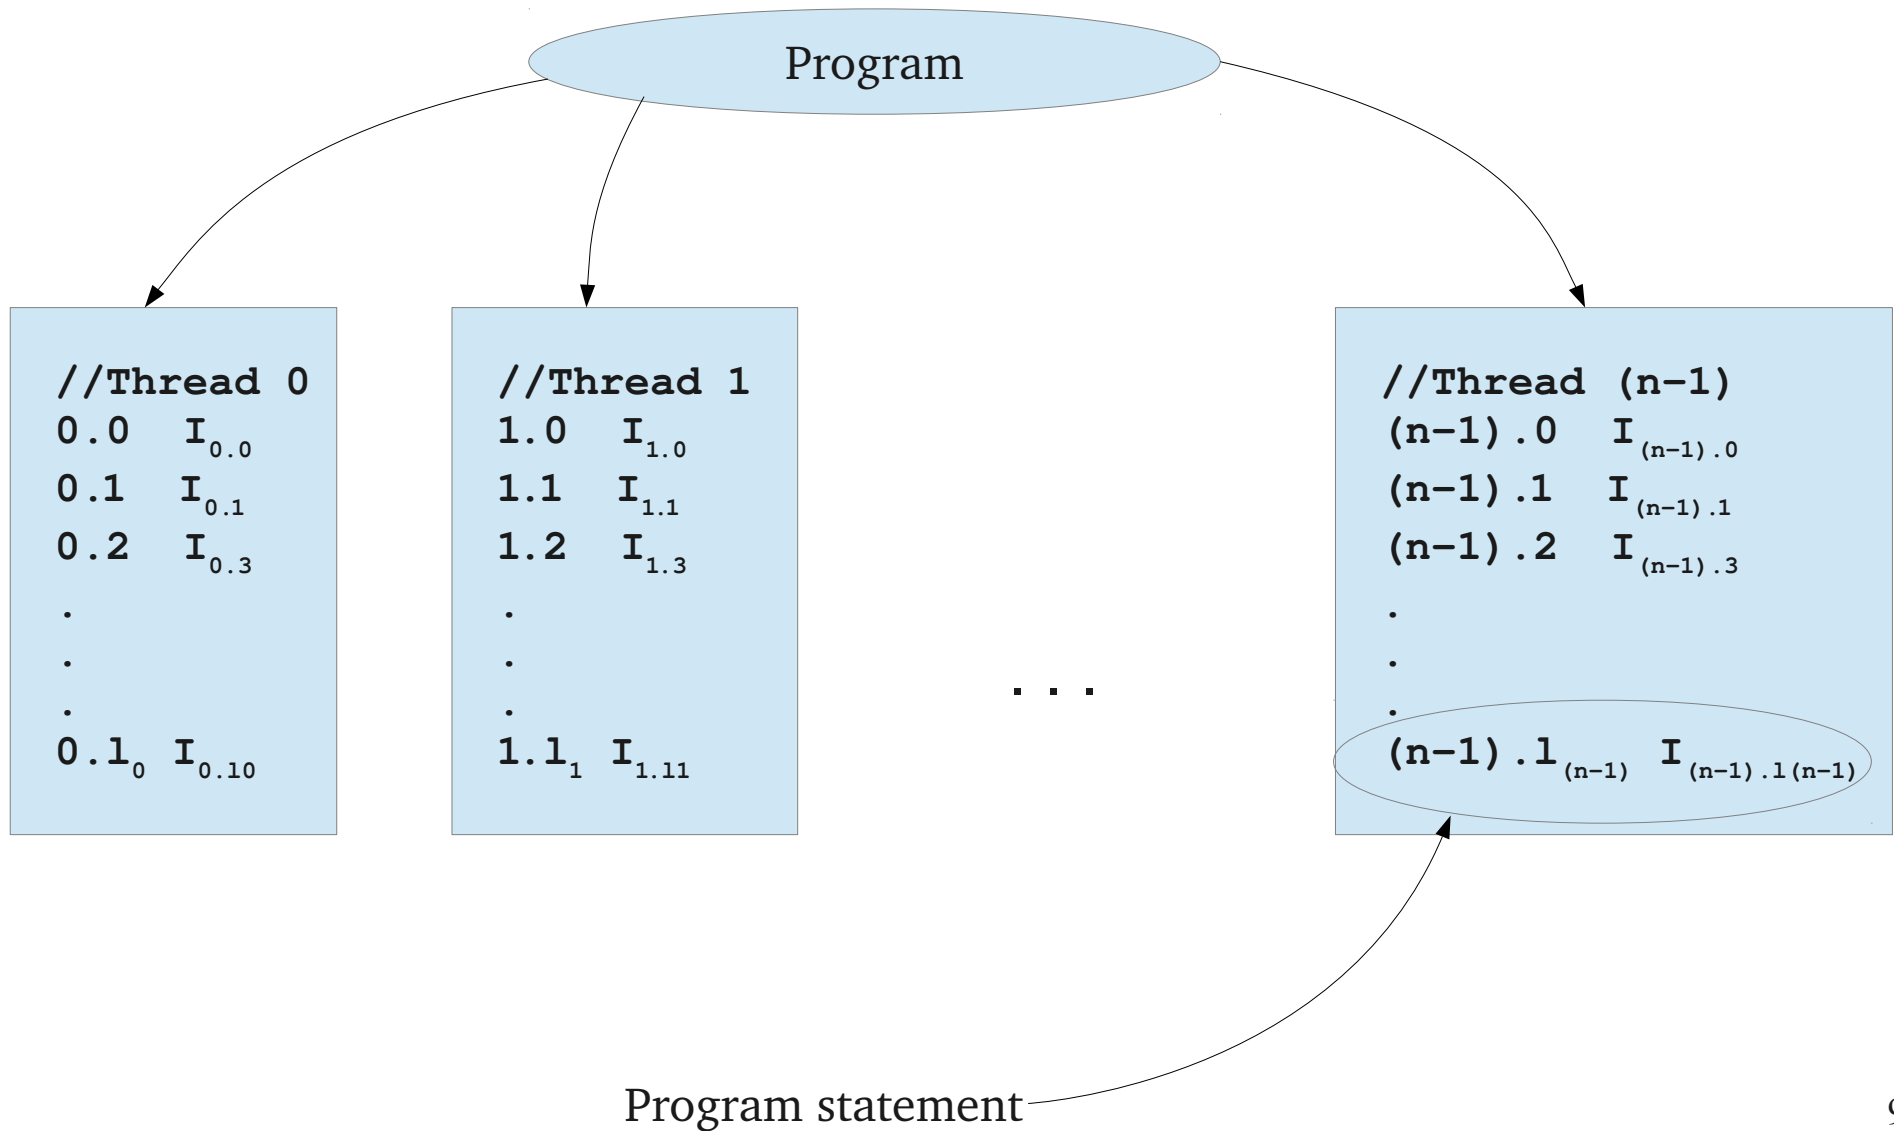 Program
//Thread 0
0.0 I0.0
0.1 I0.1
0.2 I0.3
.
.
.
0.l0 I0.l0
//Thread 1
1.0 I1.0
1.1 I1.1
1.2 I1.3
.
.
.
1.l1 I1.l1
. . .
//Thread (n-1)
(n-1).0 I(n-1).0
(n-1).1 I(n-1).1
(n-1).2 I(n-1).3
.
.
.
(n-1).l(n-1) I(n-1).l(n-1)
Program statement